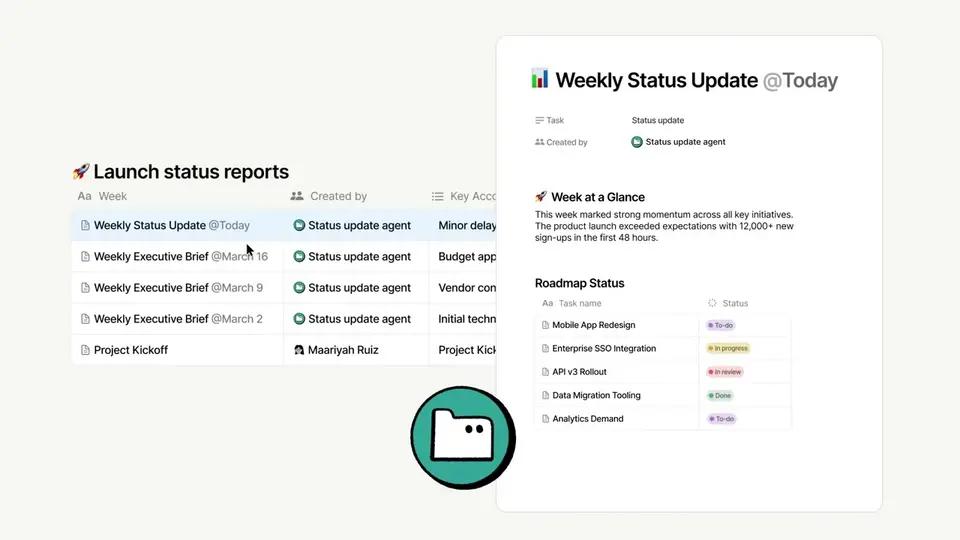 Launch status reports
Aa Week Created by Key Acco
Weekly Status Update @Today Status update agent Minor delay
Weekly Executive Brief @March 16 Status update agent Budget app
Weekly Executive Brief @March 9 Status update agent Vendor con
Weekly Executive Brief @March 2 Status update agent Initial techn
Project Kickoff Maariyah Ruiz Project Kick
Weekly Status Update @Today
Task Status update
Created by Status update agent
Week at a Glance
This week marked strong momentum across all key initiatives.
The product launch exceeded expectations with 12,000+ new
sign-ups in the first 48 hours.
Roadmap Status
Aa Task name Status
Mobile App Redesign To-do
Enterprise SSO Integration In progress
API v3 Rollout In review
Data Migration Tooling Done
Analytics Demand To-do